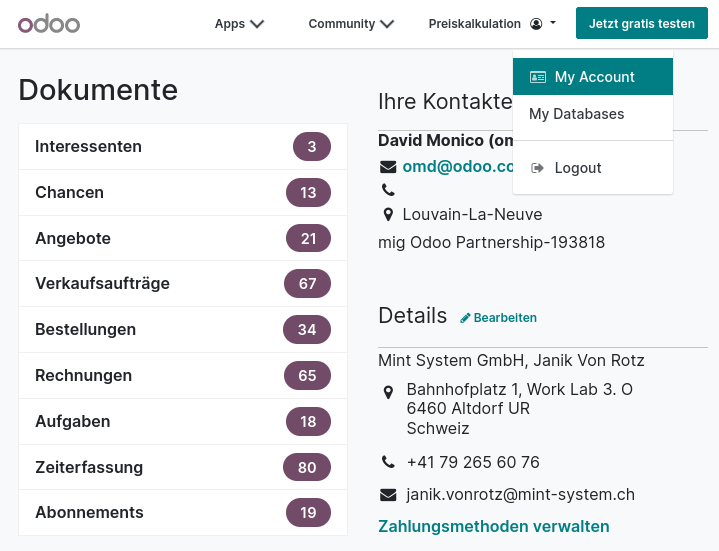 odoo
Apps
Community
Preiskalkulation
Jetzt gratis testen
My Account
My Databases
Logout
Dokumente
Interessenten 3
Chancen 13
Angebote 21
Verkaufsaufträge 67
Bestellungen 34
Rechnungen 65
Aufgaben 18
Zeiterfassung 80
Abonnements 19
Ihre Kontakte
David Monico (om
omd@odoo.co
Louvain-La-Neuve
mig Odoo Partnership-193818
Details Bearbeiten
Mint System GmbH, Janik Von Rotz
Bahnhofplatz 1, Work Lab 3. O
6460 Altdorf UR
Schweiz
+41 79 265 60 76
janik.vonrotz@mint-system.ch
Zahlungsmethoden verwalten